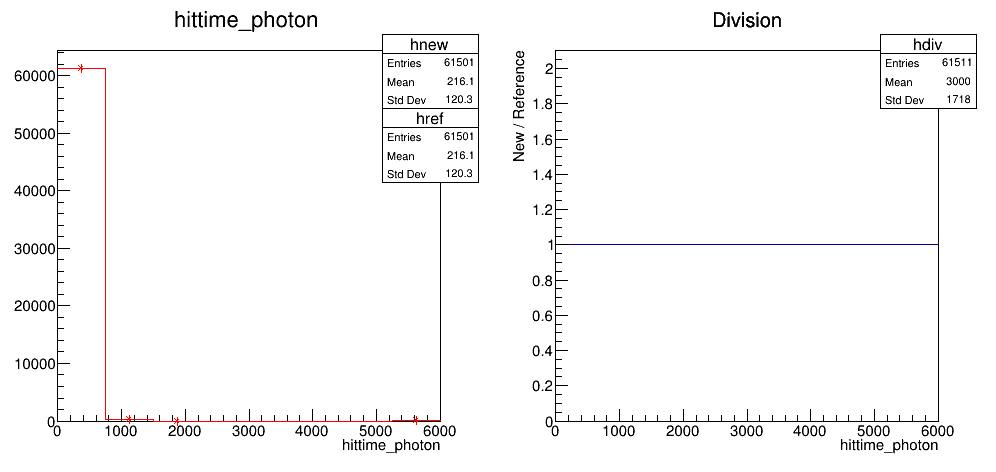 hittime_photon
hnew
Entries 61501
Mean 216.1
Std Dev 120.3
href
Entries 61501
Mean 216.1
Std Dev 120.3
60000
50000
40000
30000
20000
10000
0
0 1000 2000 3000 4000 5000 6000
hittime_photon
Division
hdiv
Entries 61511
Mean 3000
Std Dev 1718
New / Reference
2
1.8
1.6
1.4
1.2
1
0.8
0.6
0.4
0.2
0
0 1000 2000 3000 4000 5000 6000
hittime_photon